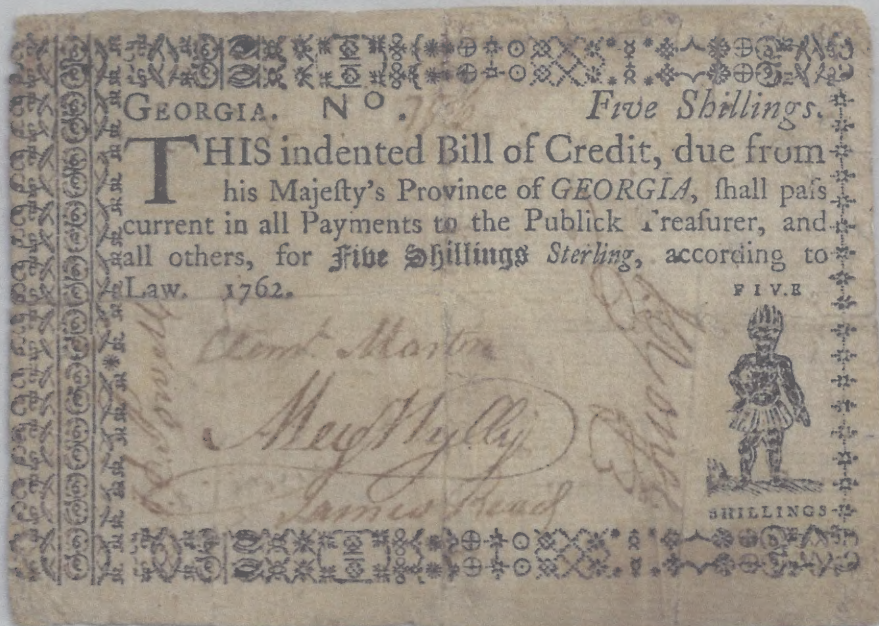 GEORGIA. Nº. Five Shillings.
THIS indented Bill of Credit, due from
his Majeſty's Province of GEORGIA, ſhall paſs
current in all Payments to the Publick Treaſurer, and
all others, for Five Shillings Sterling, according to
Law. 1762.
FIVE
Clemt Martin
Alexr Wylly
James Read
SHILLINGS